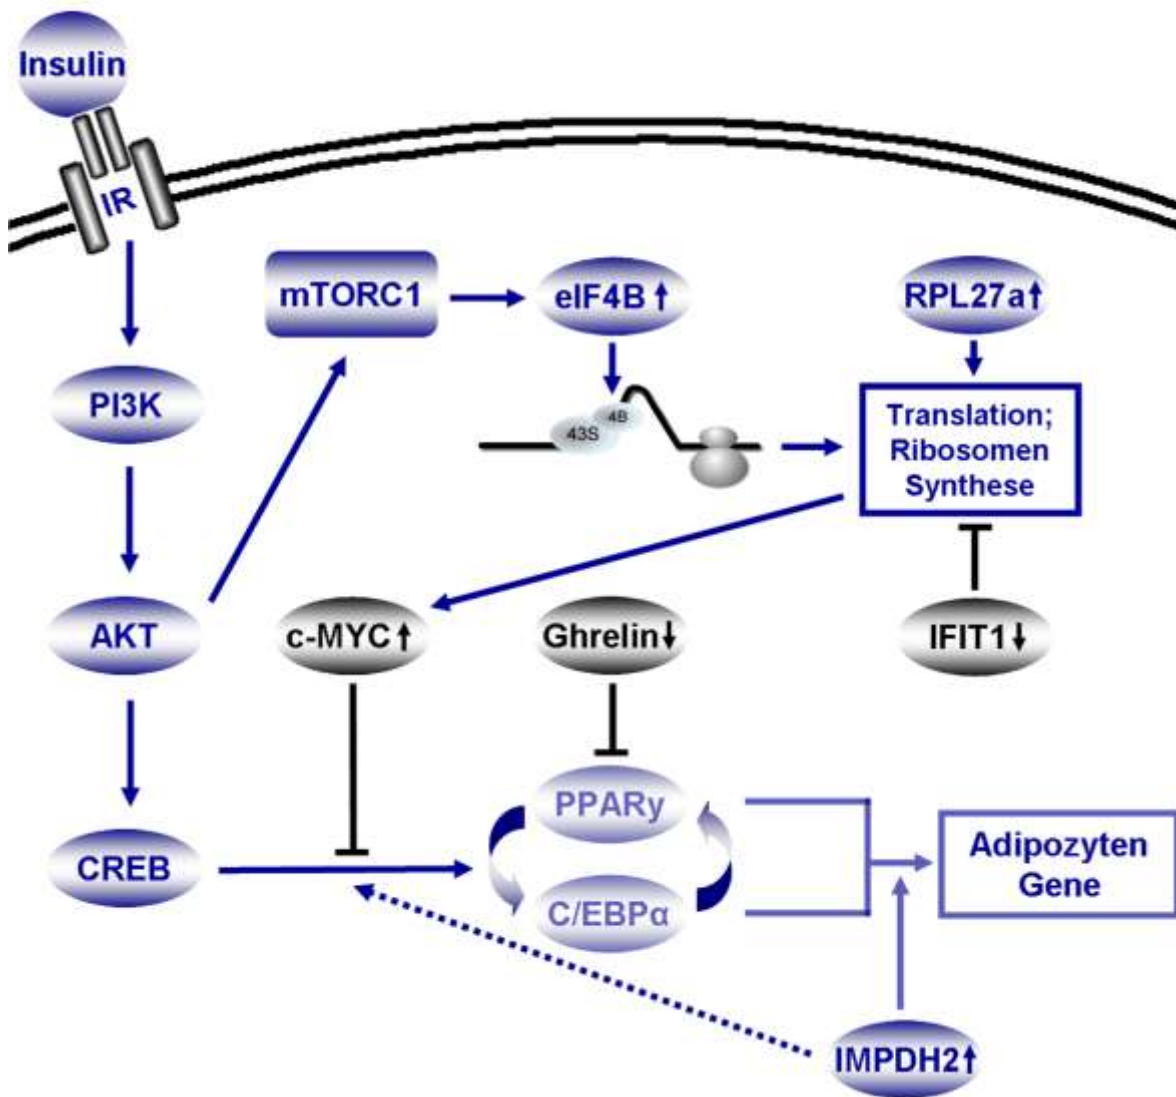 Insulin
IR
mTORC1
eIF4B ↑
RPL27a ↑
PI3K
4B
43S
Translation;
Ribosomen
Synthese
AKT
c-MYC ↑
Ghrelin ↓
IFIT1 ↓
PPARy
CREB
C/EBPα
Adipozyten
Gene
IMPDH2 ↑